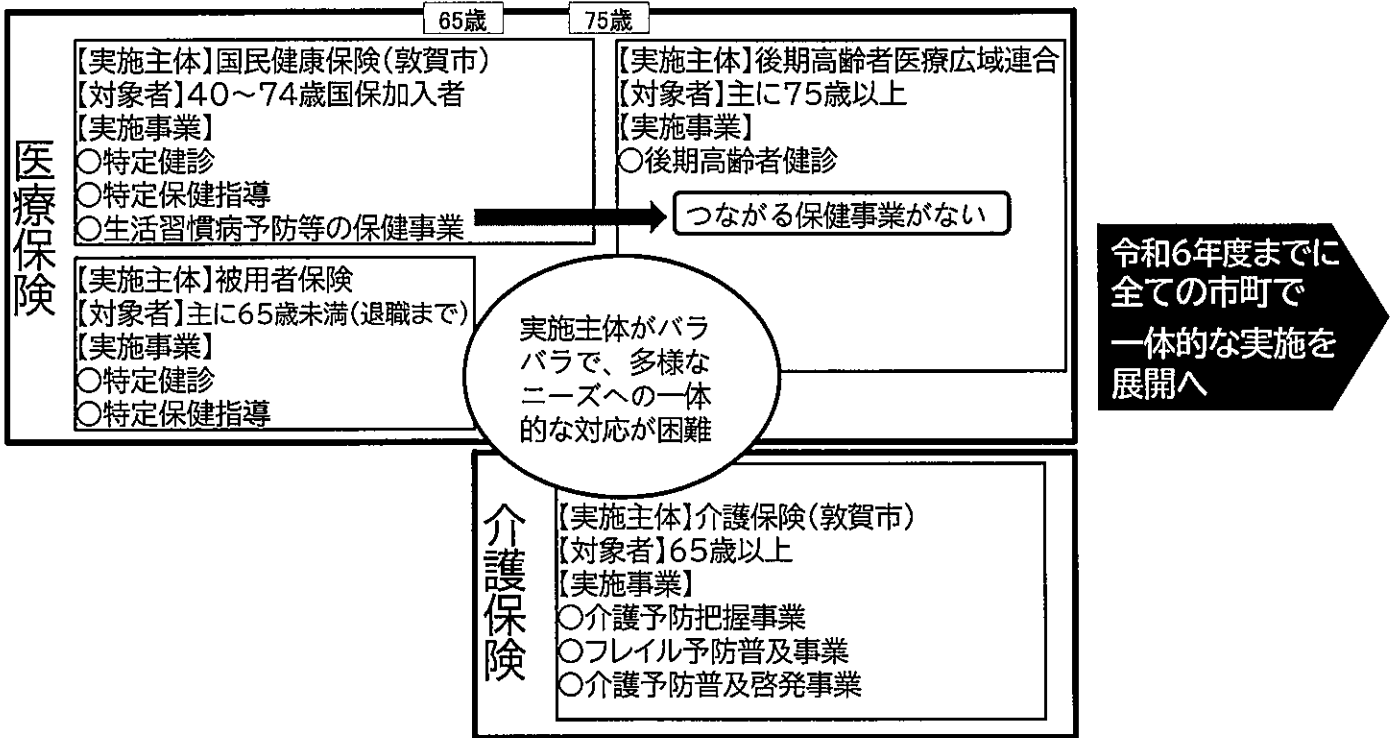 65歳
75歳
医療保険
【実施主体】国民健康保険(敦賀市)
【対象者】40～74歳国保加入者
【実施事業】
○特定健診
○特定保健指導
○生活習慣病予防等の保健事業
【実施主体】後期高齢者医療広域連合
【対象者】主に75歳以上
【実施事業】
○後期高齢者健診
つながる保健事業がない
【実施主体】被用者保険
【対象者】主に65歳未満(退職まで)
【実施事業】
○特定健診
○特定保健指導
実施主体がバラ
バラで、多様な
ニーズへの一体
的な対応が困難
令和6年度までに
全ての市町で
一体的な実施を
展開へ
介護保険
【実施主体】介護保険(敦賀市)
【対象者】65歳以上
【実施事業】
○介護予防把握事業
○フレイル予防普及事業
○介護予防普及啓発事業